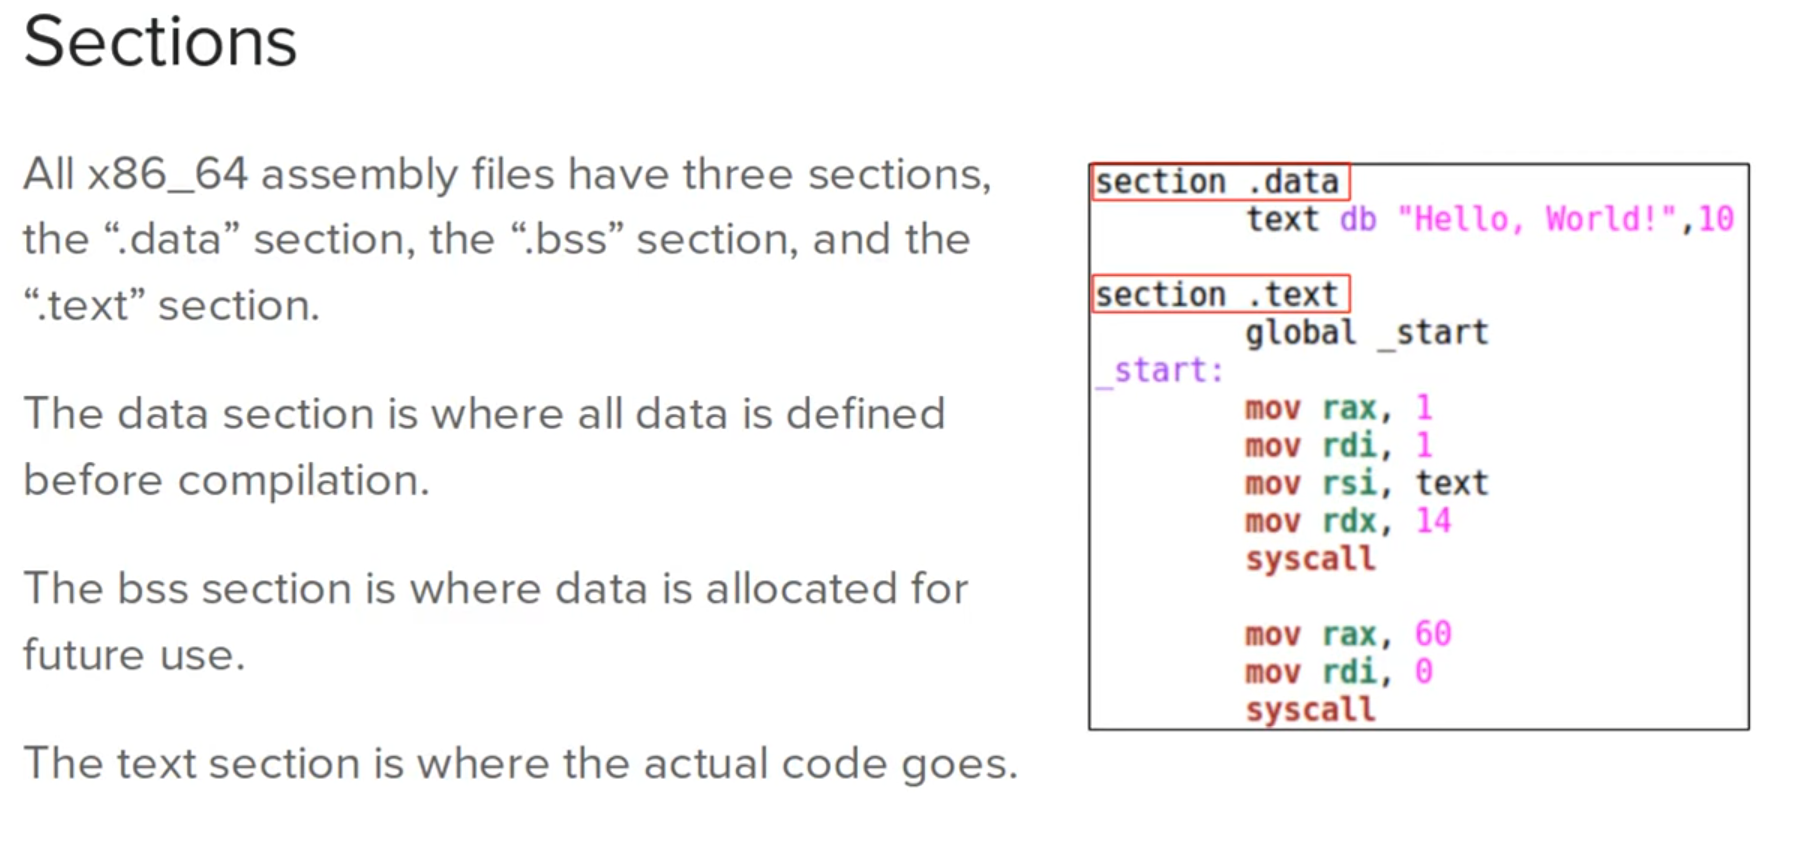 Sections
All x86_64 assembly files have three sections,
the “.data” section, the “.bss” section, and the
“.text” section.
The data section is where all data is defined
before compilation.
The bss section is where data is allocated for
future use.
The text section is where the actual code goes.
section .data
        text db "Hello, World!",10
section .text
        global _start
_start:
        mov rax, 1
        mov rdi, 1
        mov rsi, text
        mov rdx, 14
        syscall
        mov rax, 60
        mov rdi, 0
        syscall